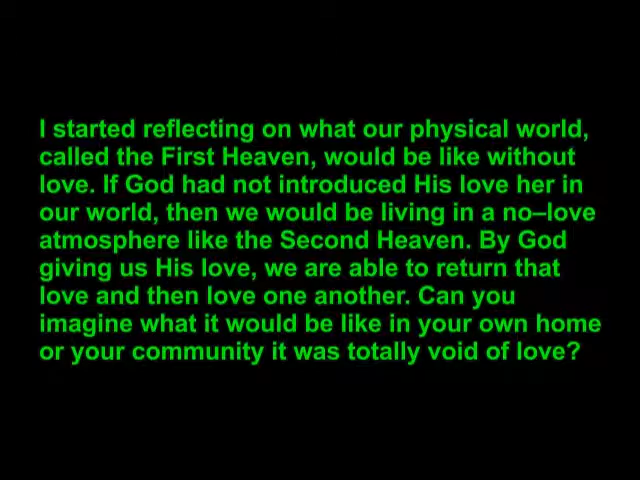 I started reflecting on what our physical world,
called the First Heaven, would be like without
love. If God had not introduced His love her in
our world, then we would be living in a no–love
atmosphere like the Second Heaven. By God
giving us His love, we are able to return that
love and then love one another. Can you
imagine what it would be like in your own home
or your community it was totally void of love?